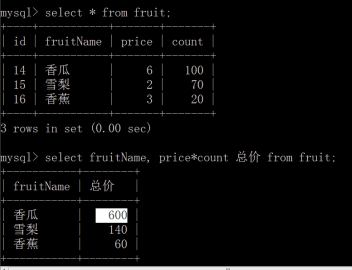 mysql> select * from fruit;
+----+-----------+-------+-------+
| id | fruitName | price | count |
+----+-----------+-------+-------+
| 14 | 香瓜 | 6 | 100 |
| 15 | 雪梨 | 2 | 70 |
| 16 | 香蕉 | 3 | 20 |
+----+-----------+-------+-------+
3 rows in set (0.00 sec)
mysql> select fruitName, price*count 总价 from fruit;
+-----------+--------+
| fruitName | 总价 |
+-----------+--------+
| 香瓜 | 600 |
| 雪梨 | 140 |
| 香蕉 | 60 |
+-----------+--------+